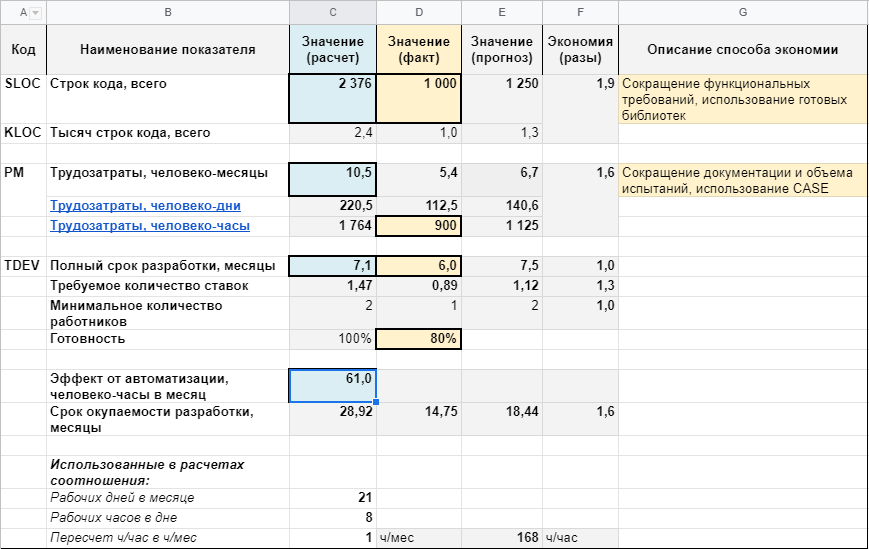 A B C D E F G
Код Наименование показателя Значение (расчет) Значение (факт) Значение (прогноз) Экономия (разы) Описание способа экономии
SLOC Строк кода, всего 2 376 1 000 1 250 1,9 Сокращение функциональных
требований, использование готовых
библиотек
KLOC Тысяч строк кода, всего 2,4 1,0 1,3
PM Трудозатраты, человеко-месяцы 10,5 5,4 6,7 1,6 Сокращение документации и объема
испытаний, использование CASE
Трудозатраты, человеко-дни 220,5 112,5 140,6
Трудозатраты, человеко-часы 1 764 900 1 125
TDEV Полный срок разработки, месяцы 7,1 6,0 7,5 1,0
Требуемое количество ставок 1,47 0,89 1,12 1,3
Минимальное количество
работников 2 1 2 1,0
Готовность 100% 80%
Эффект от автоматизации,
человеко-часы в месяц 61,0
Срок окупаемости разработки,
месяцы 28,92 14,75 18,44 1,6
Использованные в расчетах
соотношения:
Рабочих дней в месяце 21
Рабочих часов в дне 8
Пересчет ч/час в ч/мес 1 ч/мес 168 ч/час